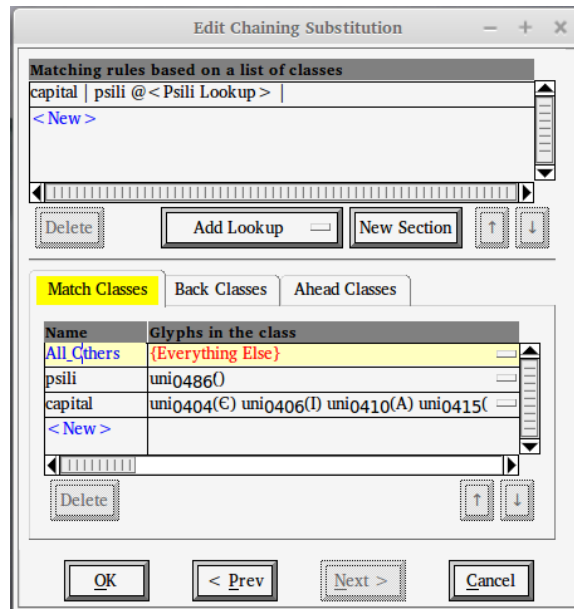 Edit Chaining Substitution
Matching rules based on a list of classes
capital | psili @<Psili Lookup> |
<New>
Delete Add Lookup New Section ↑ ↓
Match Classes Back Classes Ahead Classes
Name Glyphs in the class
All_Others {Everything Else}
psili uni0486()
capital uni0404(Є) uni0406(І) uni0410(А) uni0415(
<New>
Delete ↑ ↓
OK < Prev Next > Cancel